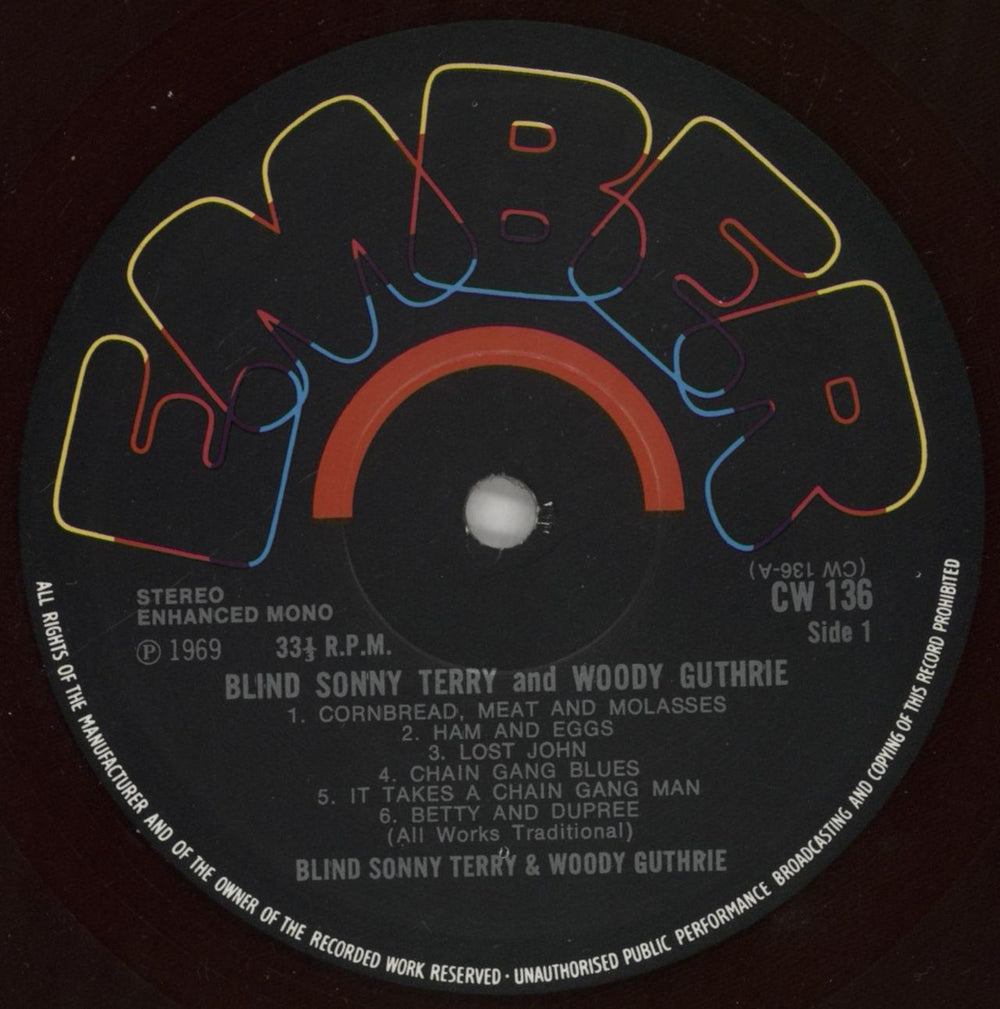 EMBER
STEREO
ENHANCED MONO
℗ 1969 33⅓ R.P.M.
(CW 136-A)
CW 136
Side 1
BLIND SONNY TERRY and WOODY GUTHRIE
1. CORNBREAD, MEAT AND MOLASSES
2. HAM AND EGGS
3. LOST JOHN
4. CHAIN GANG BLUES
5. IT TAKES A CHAIN GANG MAN
6. BETTY AND DUPREE
(All Works Traditional)
BLIND SONNY TERRY & WOODY GUTHRIE
ALL RIGHTS OF THE MANUFACTURER AND OF THE OWNER OF THE RECORDED WORK RESERVED · UNAUTHORISED PUBLIC PERFORMANCE BROADCASTING AND COPYING OF THIS RECORD PROHIBITED